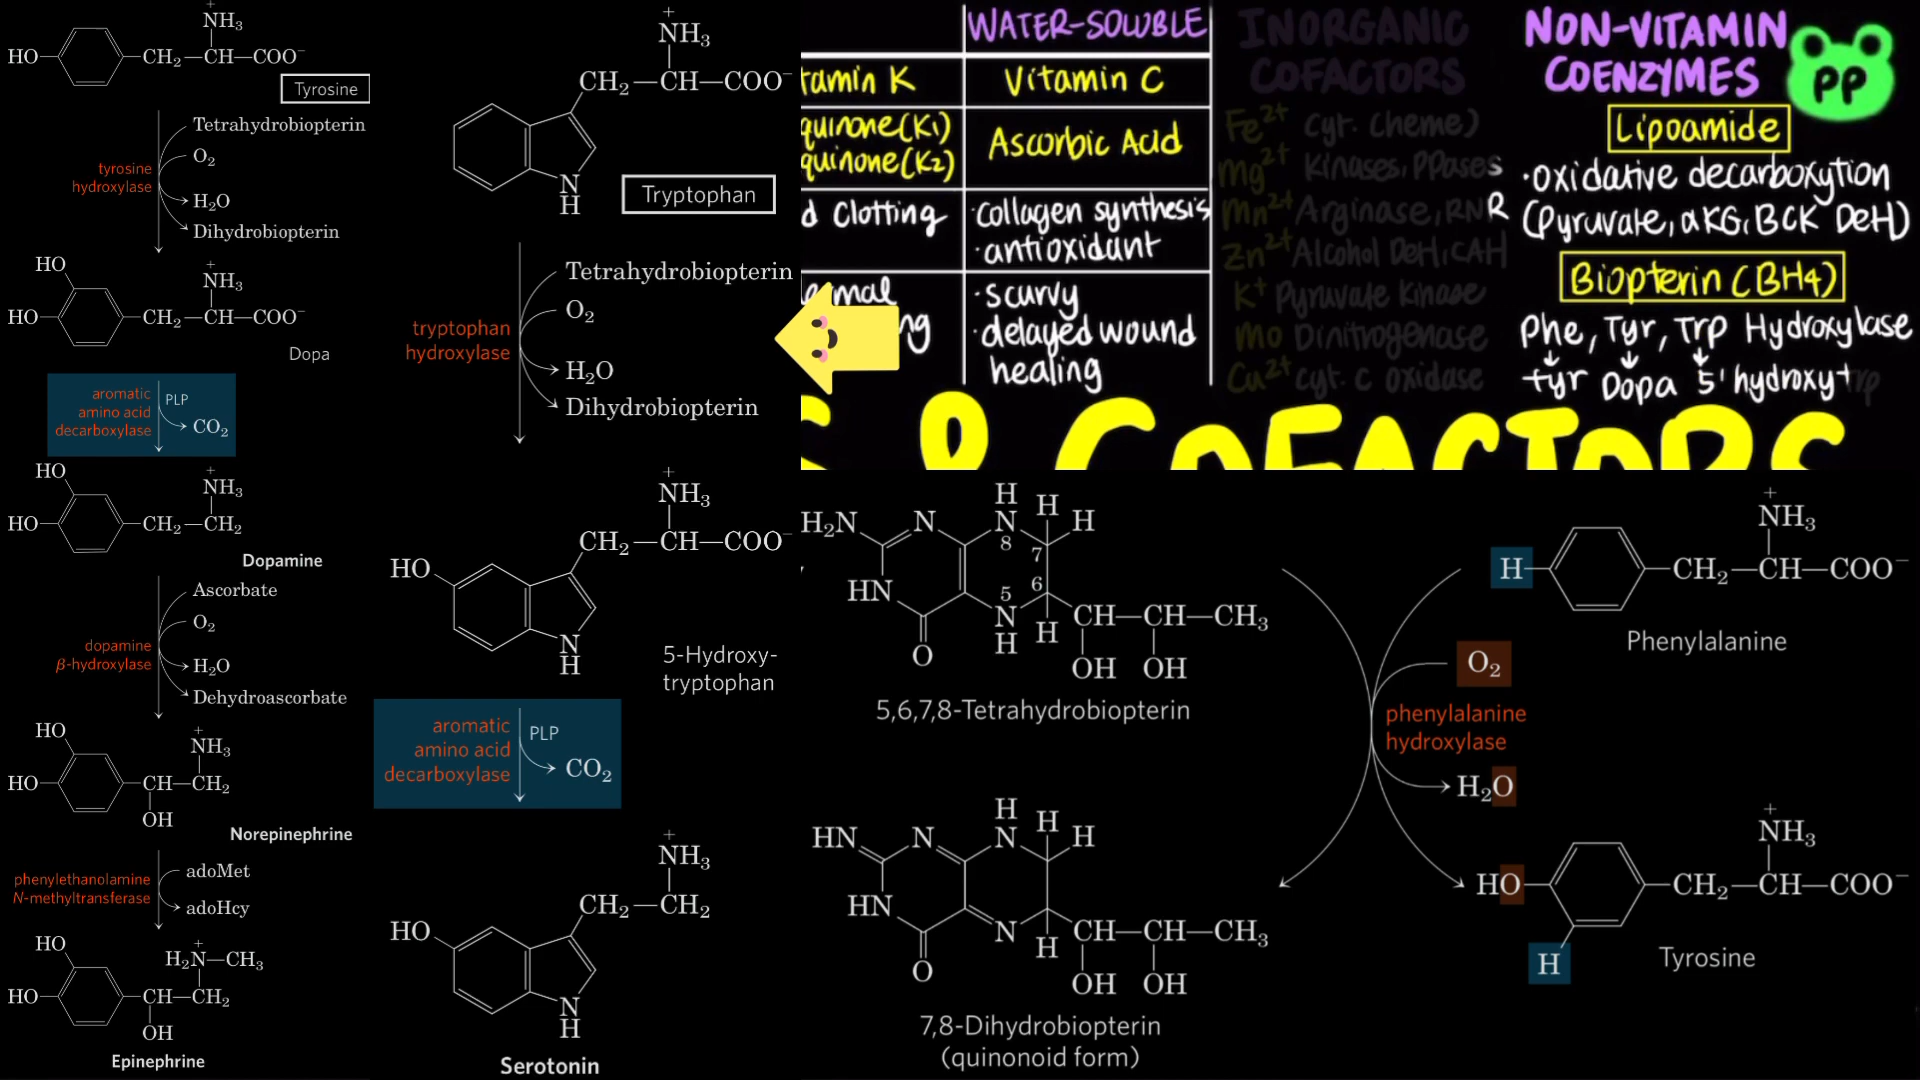 NH₃
+
HO
CH₂—CH—COO⁻
Tyrosine
Tetrahydrobiopterin
O₂
tyrosine
hydroxylase
H₂O
Dihydrobiopterin
HO
+
NH₃
HO
CH₂—CH—COO⁻
Dopa
aromatic
amino acid
decarboxylase
PLP
CO₂
HO
+
NH₃
HO
CH₂—CH₂
Dopamine
Ascorbate
O₂
dopamine
β-hydroxylase
H₂O
Dehydroascorbate
HO
+
NH₃
HO
CH—CH₂
OH
Norepinephrine
phenylethanolamine
N-methyltransferase
adoMet
adoHcy
HO
+
H₂N—CH₃
HO
CH—CH₂
OH
Epinephrine
+
NH₃
CH₂—CH—COO⁻
N
H
Tryptophan
Tetrahydrobiopterin
O₂
tryptophan
hydroxylase
H₂O
Dihydrobiopterin
+
NH₃
CH₂—CH—COO⁻
HO
N
H
5-Hydroxy-
tryptophan
aromatic
amino acid
decarboxylase
PLP
CO₂
+
NH₃
CH₂—CH₂
HO
N
H
Serotonin
WATER-SOLUBLE
tamin K
Vitamin C
quinone(K1)
quinone(K2)
Ascorbic Acid
d clotting
·collagen synthesis
·antioxidant
·scurvy
·delayed wound
healing
INORGANIC
COFACTORS
Fe²⁺ Cyt. (heme)
Mg²⁺ Kinases, PPases
Mn²⁺ Arginase, RNR
Zn²⁺ Alcohol DeH, CAH
K⁺ Pyruvate Kinase
Mo Dinitrogenase
Cu²⁺ cyt. c oxidase
NON-VITAMIN
COENZYMES
PP
Lipoamide
·oxidative decarboxytion
(Pyruvate, αKG, BCK DeH)
Biopterin (BH4)
Phe, Tyr, Trp Hydroxylase
tyr Dopa 5' hydroxytrp
& COFACTORS
H₂N
N
H
N
8
H
H
7
HN
5
6
N
H
H
CH—CH—CH₃
O
OH
OH
5,6,7,8-Tetrahydrobiopterin
HN
N
H
N
H
H
HN
N
H
CH—CH—CH₃
O
OH
OH
7,8-Dihydrobiopterin
(quinonoid form)
+
NH₃
H
CH₂—CH—COO⁻
Phenylalanine
O₂
phenylalanine
hydroxylase
H₂O
+
NH₃
HO
CH₂—CH—COO⁻
H
Tyrosine